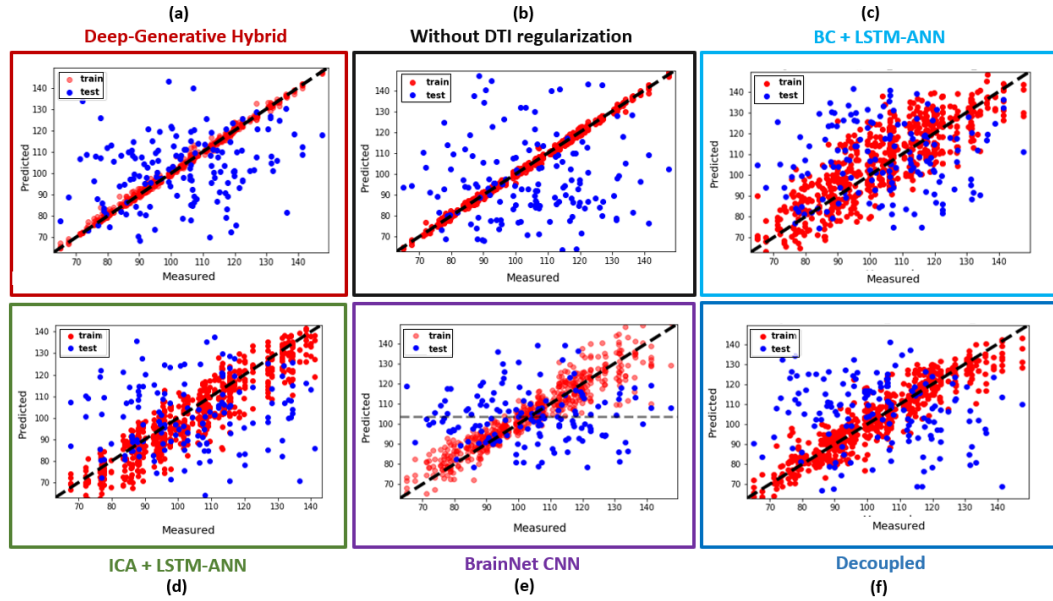 (a)
(b)
(c)
Deep-Generative Hybrid
Without DTI regularization
BC + LSTM-ANN
train
test
140
130
120
110
100
90
80
70
Predicted
70 80 90 100 110 120 130 140
Measured
train
test
140
130
120
110
100
90
80
70
Predicted
70 80 90 100 110 120 130 140
Measured
train
test
140
130
120
110
100
90
80
70
Predicted
70 80 90 100 110 120 130 140
Measured
train
test
140
130
120
110
100
90
80
70
Predicted
70 80 90 100 110 120 130 140
Measured
train
test
140
130
120
110
100
90
80
70
Predicted
70 80 90 100 110 120 130 140
Measured
train
test
140
130
120
110
100
90
80
70
Predicted
70 80 90 100 110 120 130 140
Measured
ICA + LSTM-ANN
BrainNet CNN
Decoupled
(d)
(e)
(f)